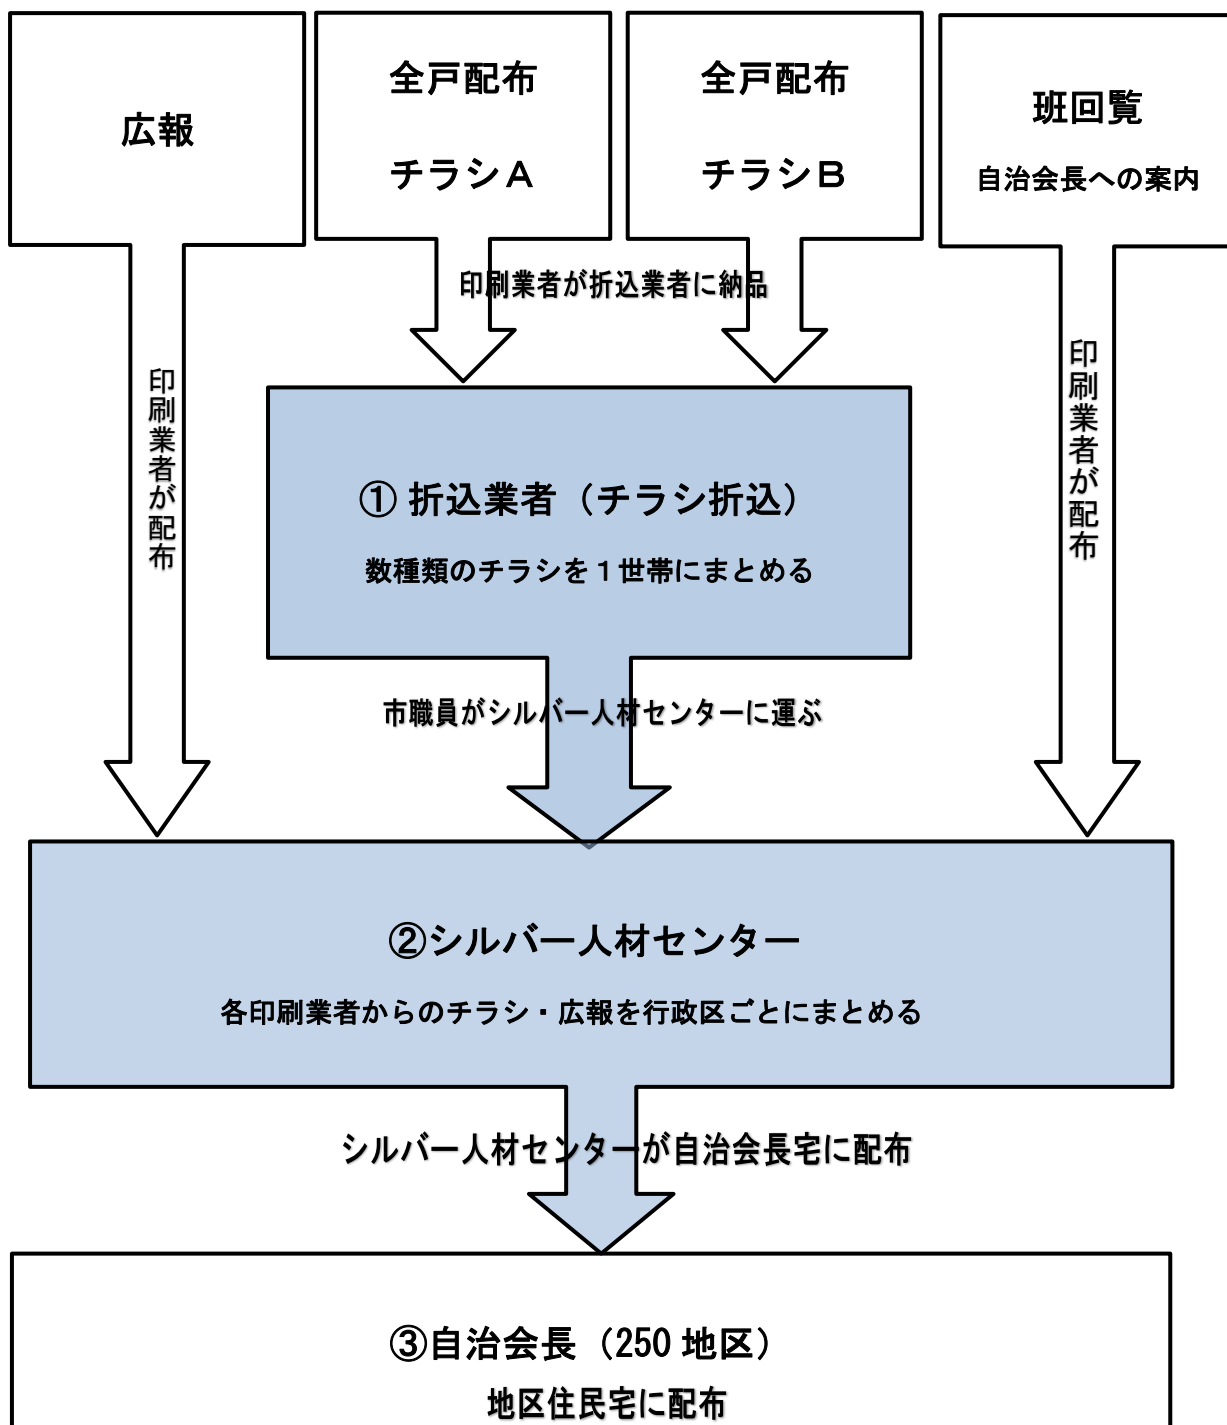 広報
全戸配布
チラシA
全戸配布
チラシB
班回覧
自治会長への案内
印刷業者が折込業者に納品
印刷業者が配布
印刷業者が配布
① 折込業者（チラシ折込）
数種類のチラシを１世帯にまとめる
市職員がシルバー人材センターに運ぶ
②シルバー人材センター
各印刷業者からのチラシ・広報を行政区ごとにまとめる
シルバー人材センターが自治会長宅に配布
③自治会長（250 地区）
地区住民宅に配布